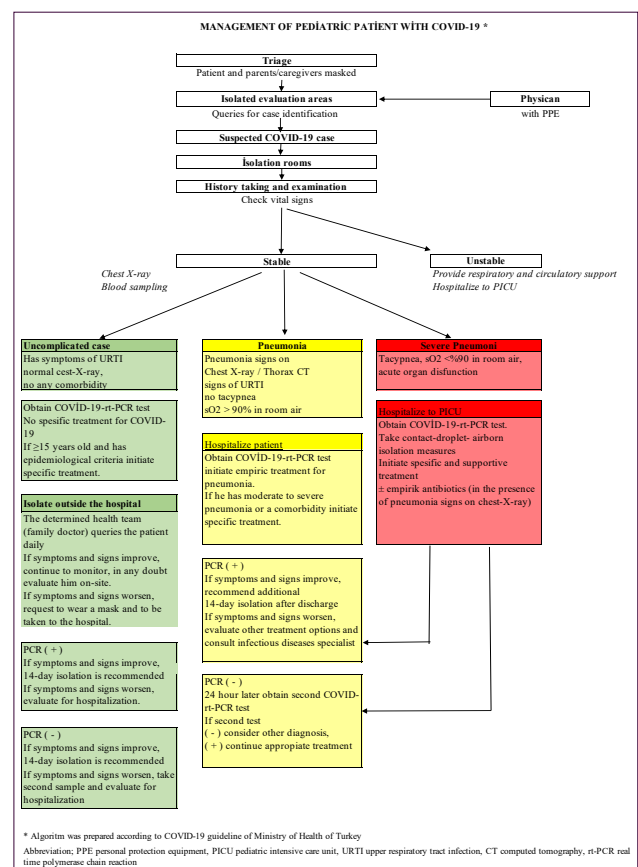 MANAGEMENT OF PEDIATRIC PATIENT WITH COVID-19 *
Triage
Patient and parents/caregivers masked
Isolated evaluation areas
Physican
Queries for case identification
with PPE
Suspected COVID-19 case
İsolation rooms
History taking and examination
Check vital signs
Stable
Unstable
Chest X-ray
Blood sampling
Provide respiratory and circulatory support
Hospitalize to PICU
Uncomplicated case
Has symptoms of URTI
normal cest-X-ray,
no any comorbidity
Obtain COVİD-19-rt-PCR test
No spesific treatment for COVID-
19
If ≥15 years old and has
epidemiological criteria initiate
specific treatment.
Isolate outside the hospital
The determined health team
(family doctor) queries the patient
daily
If symptoms and signs improve,
continue to monitor, in any doubt
evaluate him on-site.
If symptoms and signs worsen,
request to wear a mask and to be
taken to the hospital.
PCR ( + )
If symptoms and signs improve,
14-day isolation is recommended
If symptoms and signs worsen,
evaluate for hospitalization.
PCR ( - )
If symptoms and signs improve,
14-day isolation is recommended
If symptoms and signs worsen, take
second sample and evaluate for
hospitalization
Pneumonia
Pneumonia signs on
Chest X-ray / Thorax CT
signs of URTI
no tacypnea
sO2 > 90% in room air
Hospitalize patient
Obtain COVİD-19-rt-PCR test
initiate empiric treatment for
pneumonia.
If he has moderate to severe
pneumonia or a comorbidity initiate
specific treatment.
PCR ( + )
If symptoms and signs improve,
recommend additional
14-day isolation after discharge
If symptoms and signs worsen,
evaluate other treatment options and
consult infectious diseases specialist
PCR ( - )
24 hour later obtain second COVID-
rt-PCR test
If second test
( - ) consider other diagnosis,
( + ) continue appropiate treatment
Severe Pneumoni
Tacypnea, sO2 <%90 in room air,
acute organ disfunction
Hospitalize to PICU
Obtain COVİD-19-rt-PCR test.
Take contact-droplet- airborn
isolation measures
Initiate spesific and supportive
treatment
± empirik antibiotics (in the presence
of pneumonia signs on chest-X-ray)
* Algoritm was prepared according to COVID-19 guideline of Ministry of Health of Turkey
Abbreviation; PPE personal protection equipment, PICU pediatric intensive care unit, URTI upper respiratory tract infection, CT computed tomography, rt-PCR real
time polymerase chain reaction